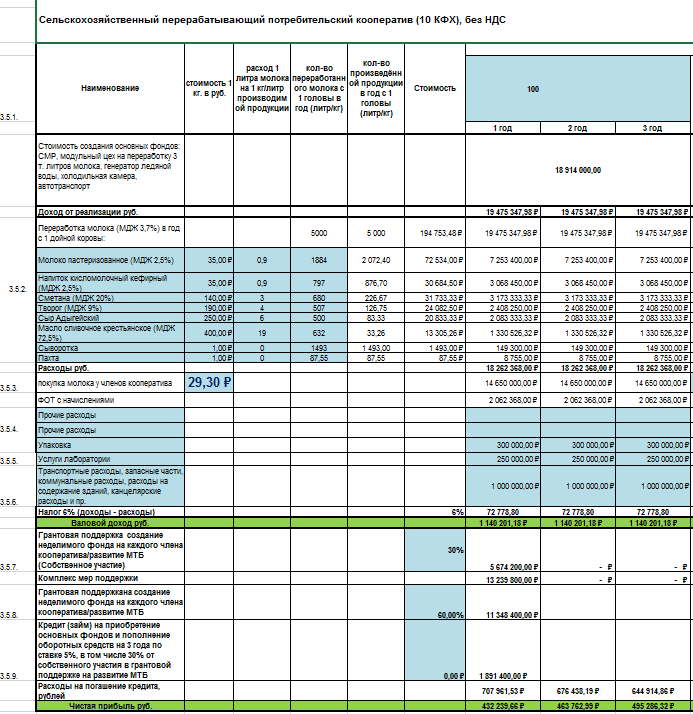 Сельскохозяйственный перерабатывающий потребительский кооператив (10 КФХ), без НДС
3.5.1.
Наименование
стоимость 1 кг. в руб.
расход 1 литра молока на 1 кг/литр производим ой продукции
кол-во переработанн ого молока с 1 головы в год (литр/кг)
кол-во произведённ ой продукции в год с 1 головы (литр/кг)
Стоимость
100
1 год 2 год 3 год
Стоимость создания основных фондов:
СМР, модульный цех на переработку 3
т. литров молока, генератор ледяной
воды, холодильная камера,
автотранспорт
18 914 000,00
Доход от реализации руб. 19 475 347,98 ₽ 19 475 347,98 ₽ 19 475 347,98 ₽
3.5.2.
Переработка молока (МДЖ 3,7%) в год
с 1 дойной коровы: 5000 5 000 194 753,48 ₽ 19 475 347,98 ₽ 19 475 347,98 ₽ 19 475 347,98 ₽
Молоко пастеризованное (МДЖ 2,5%) 35,00 ₽ 0,9 1884 2 072,40 72 534,00 ₽ 7 253 400,00 ₽ 7 253 400,00 ₽ 7 253 400,00 ₽
Напиток кисломолочный кефирный
(МДЖ 2,5%) 35,00 ₽ 0,9 797 876,70 30 684,50 ₽ 3 068 450,00 ₽ 3 068 450,00 ₽ 3 068 450,00 ₽
Сметана (МДЖ 20%) 140,00 ₽ 3 680 226,67 31 733,33 ₽ 3 173 333,33 ₽ 3 173 333,33 ₽ 3 173 333,33 ₽
Творог (МДЖ 9%) 190,00 ₽ 4 507 126,75 24 082,50 ₽ 2 408 250,00 ₽ 2 408 250,00 ₽ 2 408 250,00 ₽
Сыр Адыгейский 250,00 ₽ 6 500 83,33 20 833,33 ₽ 2 083 333,33 ₽ 2 083 333,33 ₽ 2 083 333,33 ₽
Масло сливочное крестьянское (МДЖ
72,5%) 400,00 ₽ 19 632 33,26 13 305,26 ₽ 1 330 526,32 ₽ 1 330 526,32 ₽ 1 330 526,32 ₽
Сыворотка 1,00 ₽ 0 1493 1 493,00 1 493,00 ₽ 149 300,00 ₽ 149 300,00 ₽ 149 300,00 ₽
Пахта 1,00 ₽ 0 87,55 87,55 87,55 ₽ 8 755,00 ₽ 8 755,00 ₽ 8 755,00 ₽
Расходы руб. 18 262 368,00 ₽ 18 262 368,00 ₽ 18 262 368,00 ₽
3.5.3. покупка молока у членов кооператива 29,30 ₽ 14 650 000,00 ₽ 14 650 000,00 ₽ 14 650 000,00 ₽
ФОТ с начислениями 2 062 368,00 ₽ 2 062 368,00 ₽ 2 062 368,00 ₽
Прочие расходы
3.5.4. Прочие расходы
Упаковка 300 000,00 ₽ 300 000,00 ₽ 300 000,00 ₽
3.5.5. Услуги лаборатории 250 000,00 ₽ 250 000,00 ₽ 250 000,00 ₽
3.5.6.
Транспортные расходы, запасные части,
коммунальные расходы, расходы на
содержание зданий, канцелярские
расходы и пр. 1 000 000,00 ₽ 1 000 000,00 ₽ 1 000 000,00 ₽
Налог 6% (доходы - расходы) 6% 72 778,80 72 778,80 72 778,80
Валовой доход руб. 1 140 201,18 ₽ 1 140 201,18 ₽ 1 140 201,18 ₽
3.5.7.
Грантовая поддержка создание
неделимого фонда на каждого члена
кооператива/развитие МТБ
(Собственное участие) 30% 5 674 200,00 ₽ - ₽ - ₽
Комплекс мер поддержки 13 239 800,00 ₽ - ₽ - ₽
3.5.8.
Грантовая поддержкана создание
неделимого фонда на каждого члена
кооператива/развитие МТБ 60,00% 11 348 400,00 ₽
3.5.9.
Кредит (займ) на приобретение
основных фондов и пополнение
оборотных средств на 3 года по
ставке 5%, в том числе 30% от
собственного участия в грантовой
поддержке на развитие МТБ 0,00 ₽ 1 891 400,00 ₽
Расходы на погашение кредита,
рублей 707 961,53 ₽ 676 438,19 ₽ 644 914,86 ₽
Чистая прибыль руб. 432 239,66 ₽ 463 762,99 ₽ 495 286,32 ₽